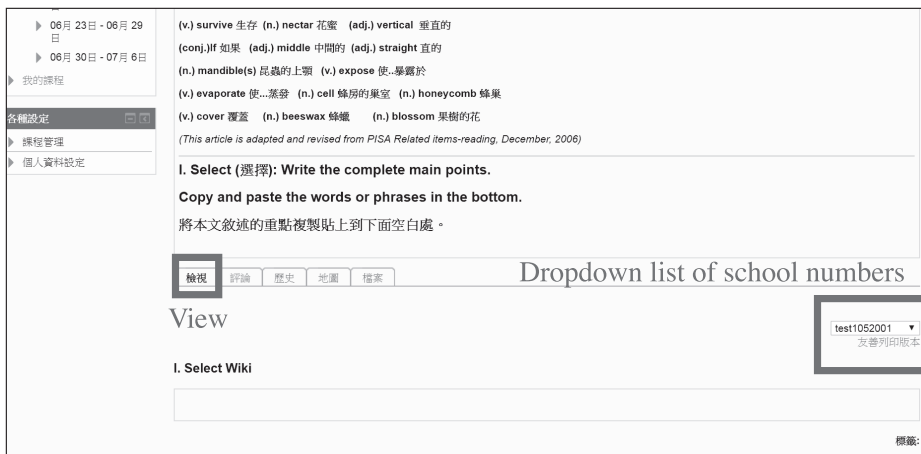 06月 23日 - 06月 29
日
06月 30日 - 07月 6日
我的課程
各種設定
課程管理
個人資料設定
(v.) survive 生存 (n.) nectar 花蜜 (adj.) vertical 垂直的
(conj.)If 如果 (adj.) middle 中間的 (adj.) straight 直的
(n.) mandible(s) 昆蟲的上顎 (v.) expose 使..暴露於
(v.) evaporate 使...蒸發 (n.) cell 蜂房的巢室 (n.) honeycomb 蜂巢
(v.) cover 覆蓋 (n.) beeswax 蜂蠟 (n.) blossom 果樹的花
(This article is adapted and revised from PISA Related items-reading, December, 2006)
I. Select (選擇): Write the complete main points.
Copy and paste the words or phrases in the bottom.
將本文敘述的重點複製貼上到下面空白處。
檢視 評論 歷史 地圖 檔案
Dropdown list of school numbers
View
test1052001
友善列印版本
I. Select Wiki
標籤: